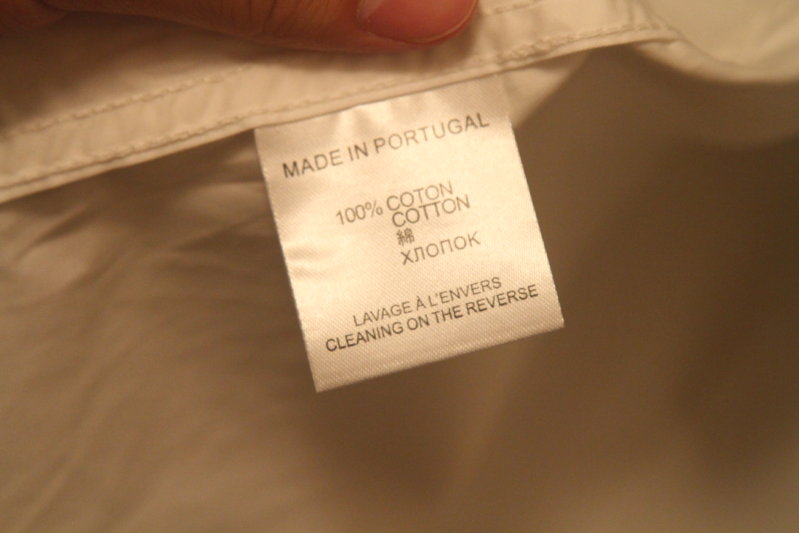 MADE IN PORTUGAL
100% COTON
COTTON
綿
ХЛОПОК
LAVAGE À L'ENVERS
CLEANING ON THE REVERSE